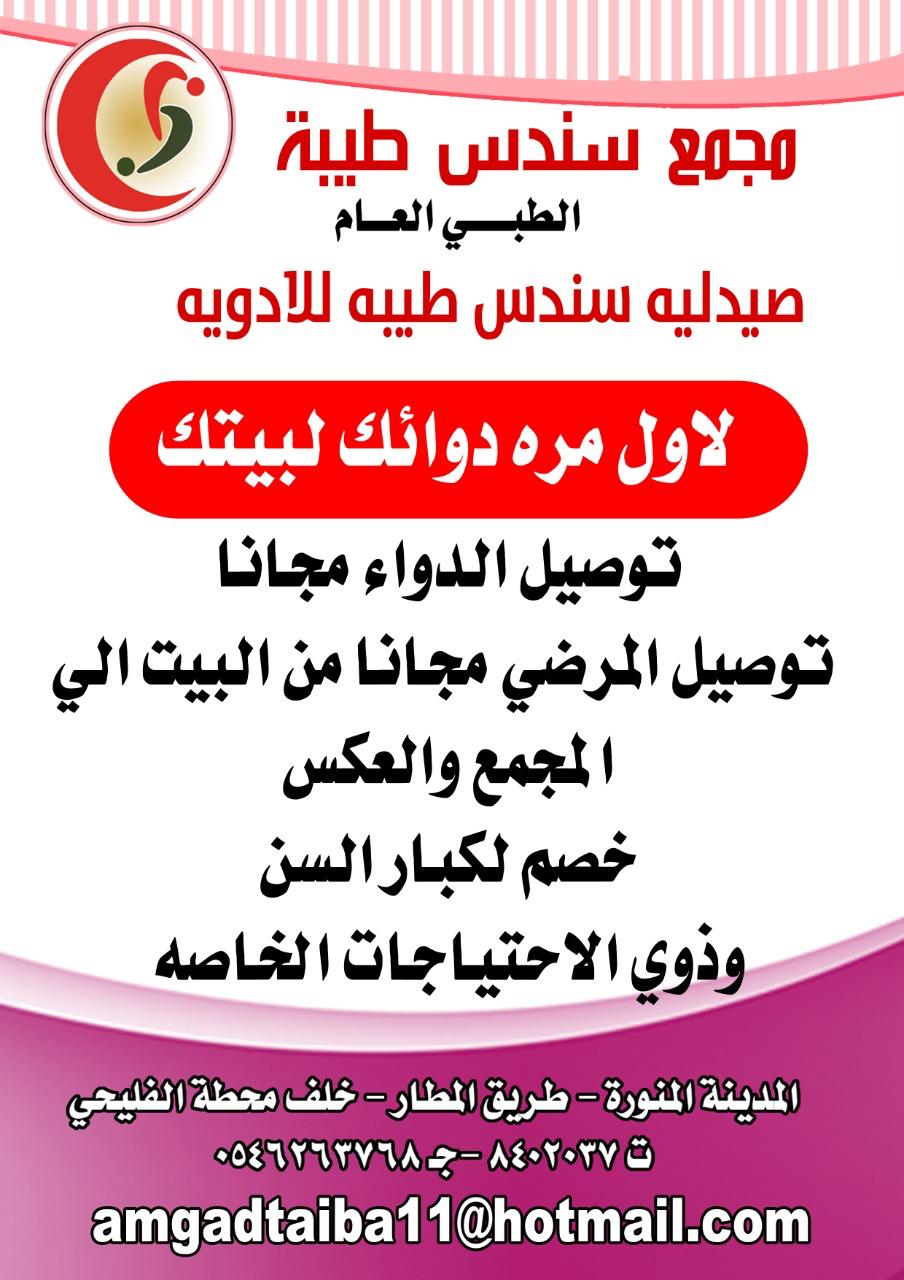 مجمع سندس طيبة
الطبـــي العـــام
صيدليه سندس طيبه للادويه
لاول مره دوائك لبيتك
توصيل الدواء مجانا
توصيل المرضي مجانا من البيت الي
المجمع والعكس
خصم لكبار السن
وذوي الاحتياجات الخاصه
المدينة المنورة - طريق المطار - خلف محطة الفليحي
ت ٨٤٠٢٠٣٧ -جـ ٠٥٤٦٢٦٣٧٦٨
amgadtaiba11@hotmail.com